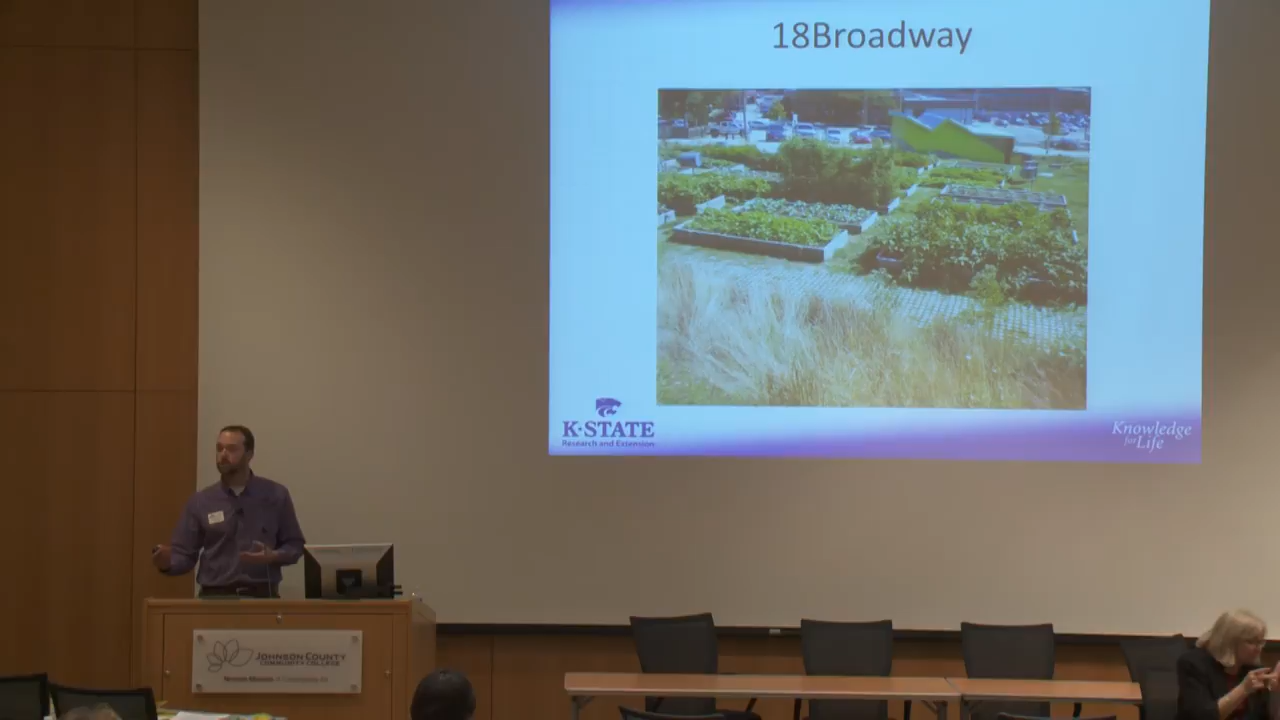 18Broadway
K·STATE
Research and Extension
Knowledge
for Life
JOHNSON COUNTY
COMMUNITY COLLEGE